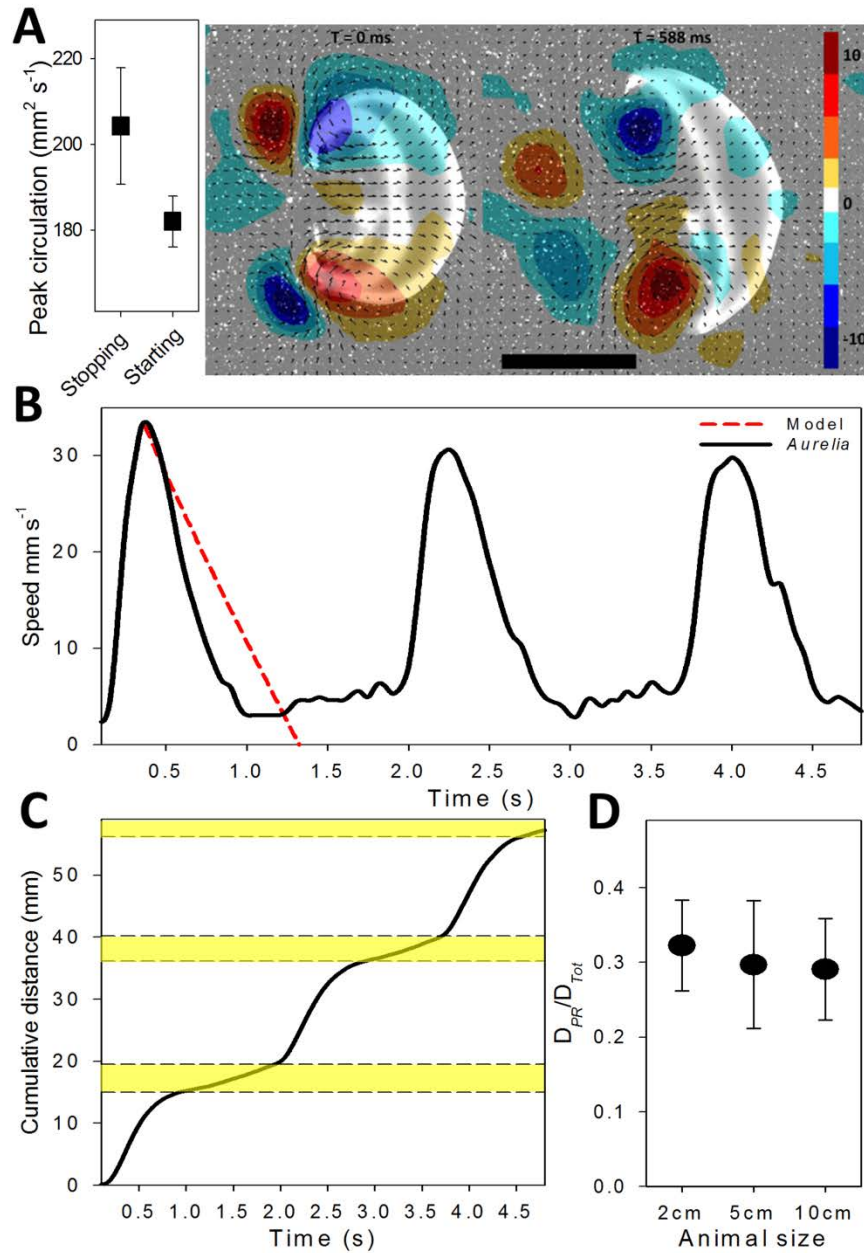 A
Peak circulation (mm² s⁻¹)
220
200
180
Stopping
Starting
T = 0 ms
T = 588 ms
10
0
-10
B
Speed mm s⁻¹
30
20
10
0
Model
Aurelia
0.5 1.0 1.5 2.0 2.5 3.0 3.5 4.0 4.5
Time (s)
C
Cumulative distance (mm)
50
40
30
20
10
0
0.5 1.0 1.5 2.0 2.5 3.0 3.5 4.0 4.5
Time (s)
D
D_PR/D_Tot
0.4
0.3
0.2
0.1
0.0
2cm 5cm 10cm
Animal size